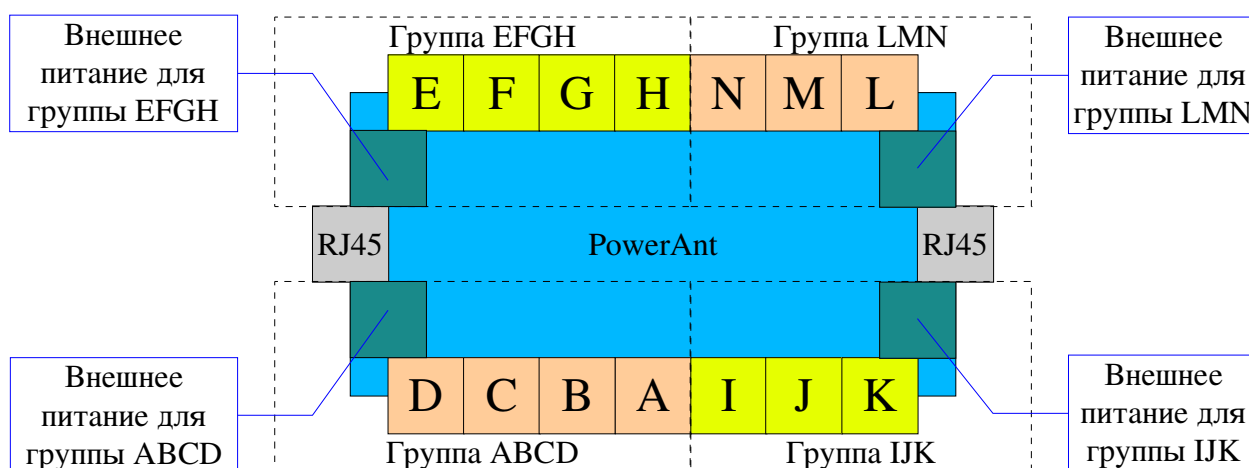 Внешнее
питание для
группы EFGH
Группа EFGH
Группа LMN
Внешнее
питание для
группы LMN
E F G H N M L
RJ45
PowerAnt
RJ45
Внешнее
питание для
группы ABCD
D C B A I J K
Группа ABCD
Группа IJK
Внешнее
питание для
группы IJK